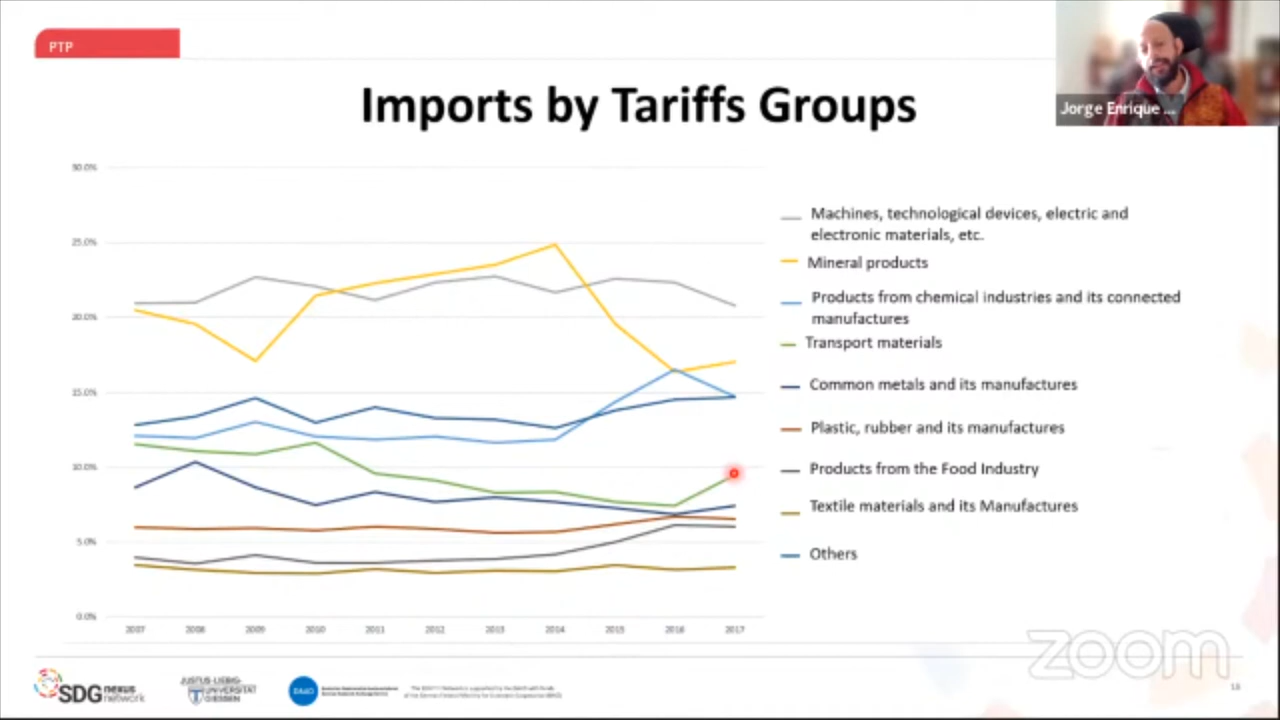 PTP
Jorge Enrique ...
Imports by Tariffs Groups
30.0%
25.0%
20.0%
15.0%
10.0%
5.0%
0.0%
2007 2008 2009 2010 2011 2012 2013 2014 2015 2016 2017
Machines, technological devices, electric and
electronic materials, etc.
Mineral products
Products from chemical industries and its connected
manufactures
Transport materials
Common metals and its manufactures
Plastic, rubber and its manufactures
Products from the Food Industry
Textile materials and its Manufactures
Others
zoom
SDG nexus
network
JUSTUS-LIEBIG-
UNIVERSITÄT
GIESSEN
DAAD
13